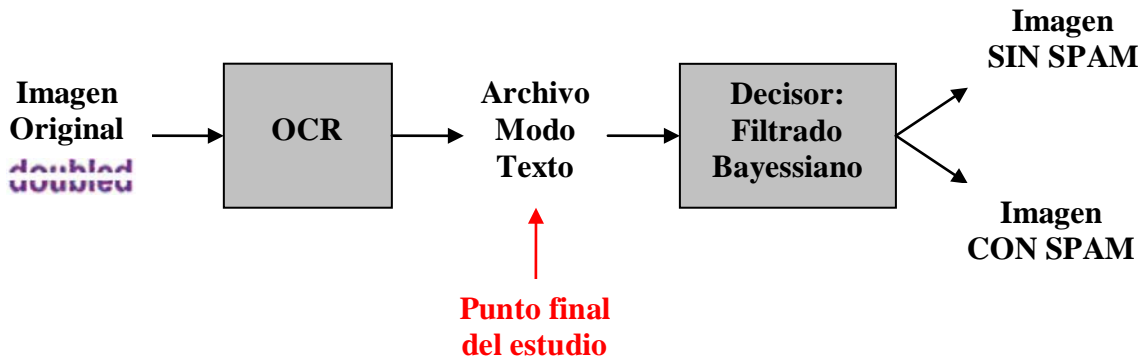 Imagen
Original
doubled
OCR
Archivo
Modo
Texto
Decisor:
Filtrado
Bayessiano
Imagen
SIN SPAM
Imagen
CON SPAM
Punto final
del estudio